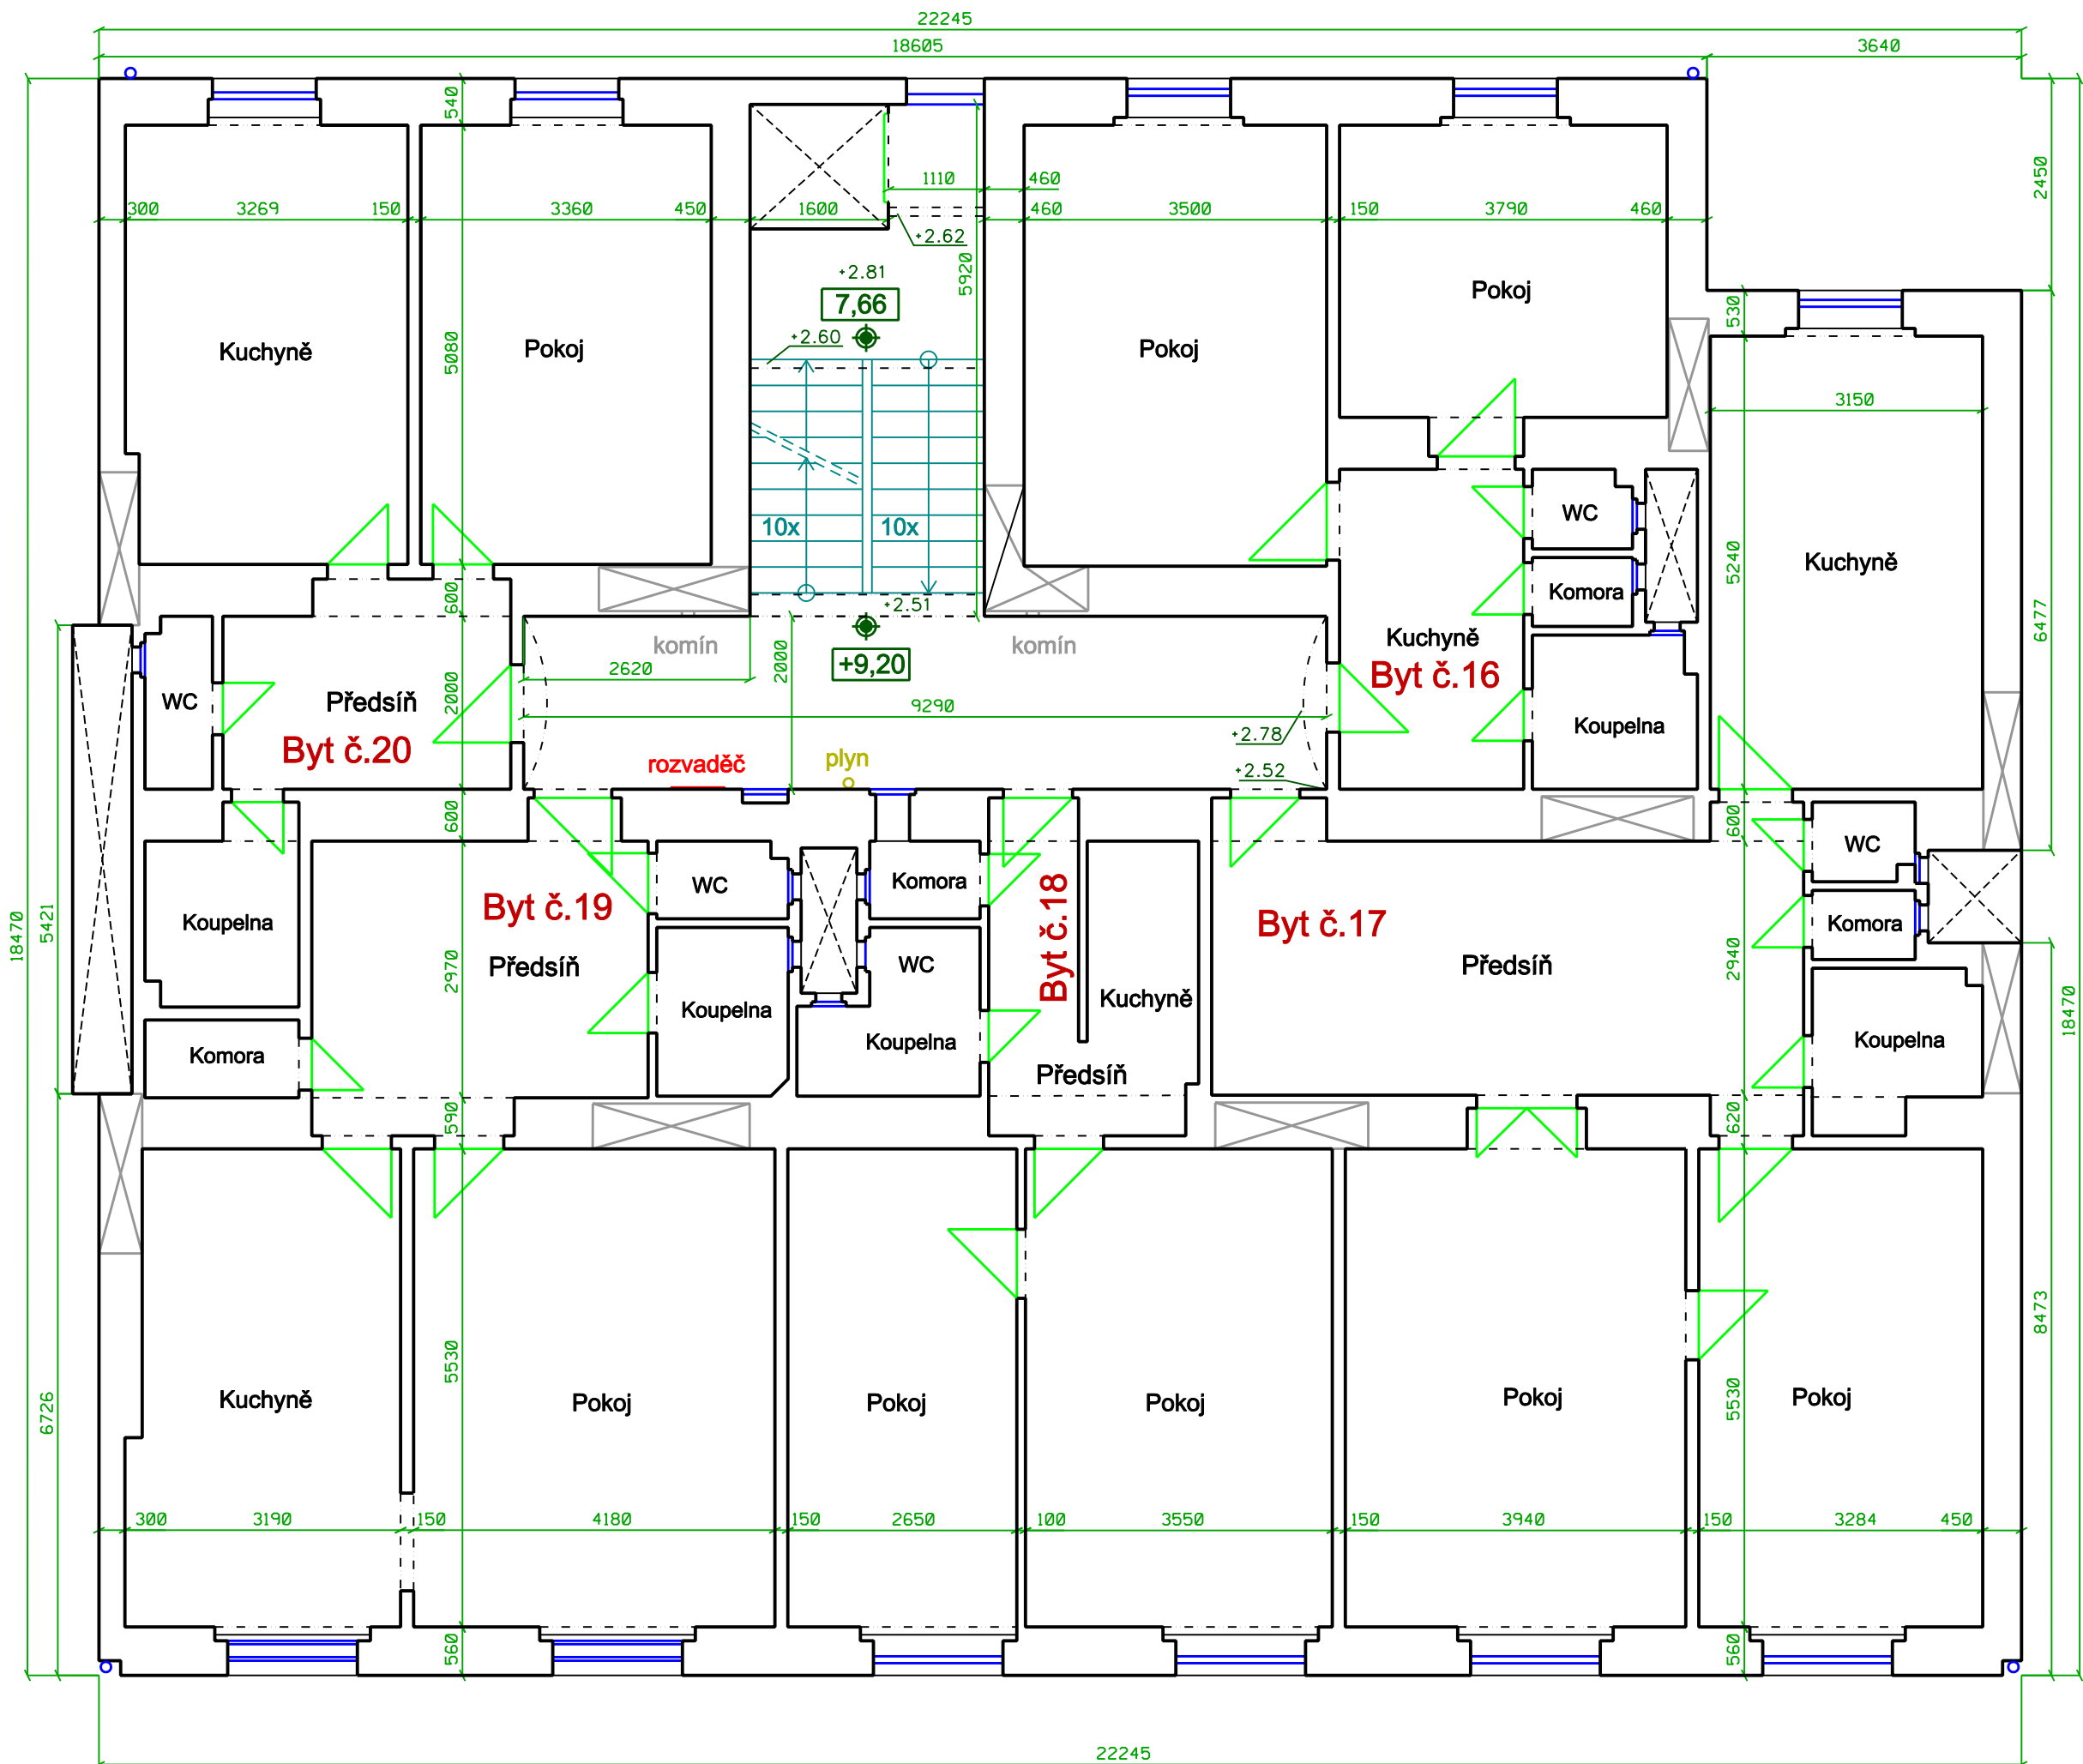 22245
18605
3640
540
1110
460
2450
300
3269
150
3360
450
1600
460
3500
150
3790
460
+2.62
+2.81
5920
7,66
+2.60
Pokoj
530
Kuchyně
5080
Pokoj
Pokoj
3150
10x
10x
WC
5240
Kuchyně
600
+2.51
Komora
6477
komín
komín
Kuchyně
2620
2000
+9,20
Byt č.16
WC
Předsíň
2000
9290
Koupelna
Byt č.20
+2.78
rozvaděč
plyn
+2.52
600
600
WC
WC
Komora
Koupelna
5421
Byt č.19
Byt č.18
Byt č.17
Komora
18470
2970
Předsíň
WC
Předsíň
2940
Kuchyně
Koupelna
18470
Komora
Koupelna
Koupelna
Předsíň
590
620
5530
8473
Kuchyně
Pokoj
Pokoj
Pokoj
Pokoj
Pokoj
5530
6726
300
3190
150
4180
150
2650
100
3550
150
3940
150
3284
450
560
560
22245